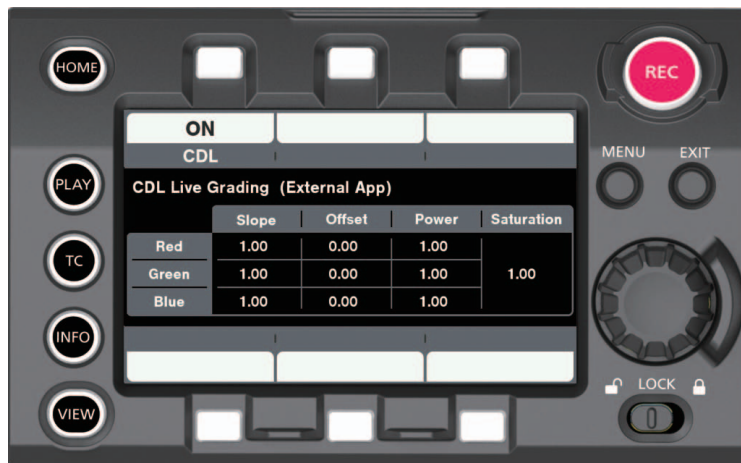 HOME
REC
ON
CDL
MENU EXIT
PLAY
CDL Live Grading (External App)
Slope Offset Power Saturation
Red 1.00 0.00 1.00
TC
Green 1.00 0.00 1.00 1.00
Blue 1.00 0.00 1.00
INFO
LOCK
VIEW